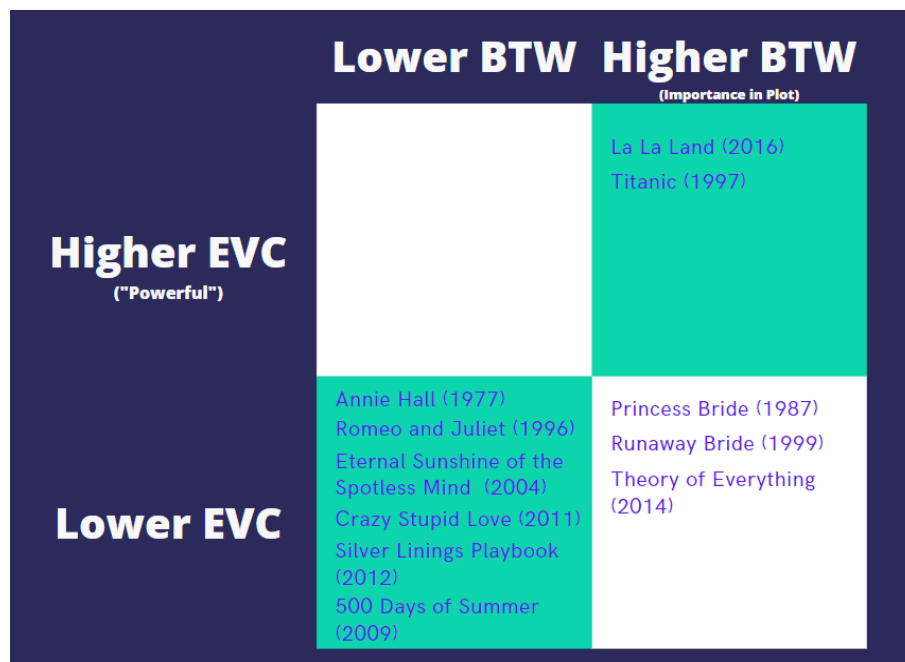 Lower BTW
Higher BTW
(Importance in Plot)
La La Land (2016)
Titanic (1997)
Higher EVC
("Powerful")
Annie Hall (1977)
Romeo and Juliet (1996)
Eternal Sunshine of the
Spotless Mind (2004)
Crazy Stupid Love (2011)
Silver Linings Playbook
(2012)
500 Days of Summer
(2009)
Princess Bride (1987)
Runaway Bride (1999)
Theory of Everything
(2014)
Lower EVC